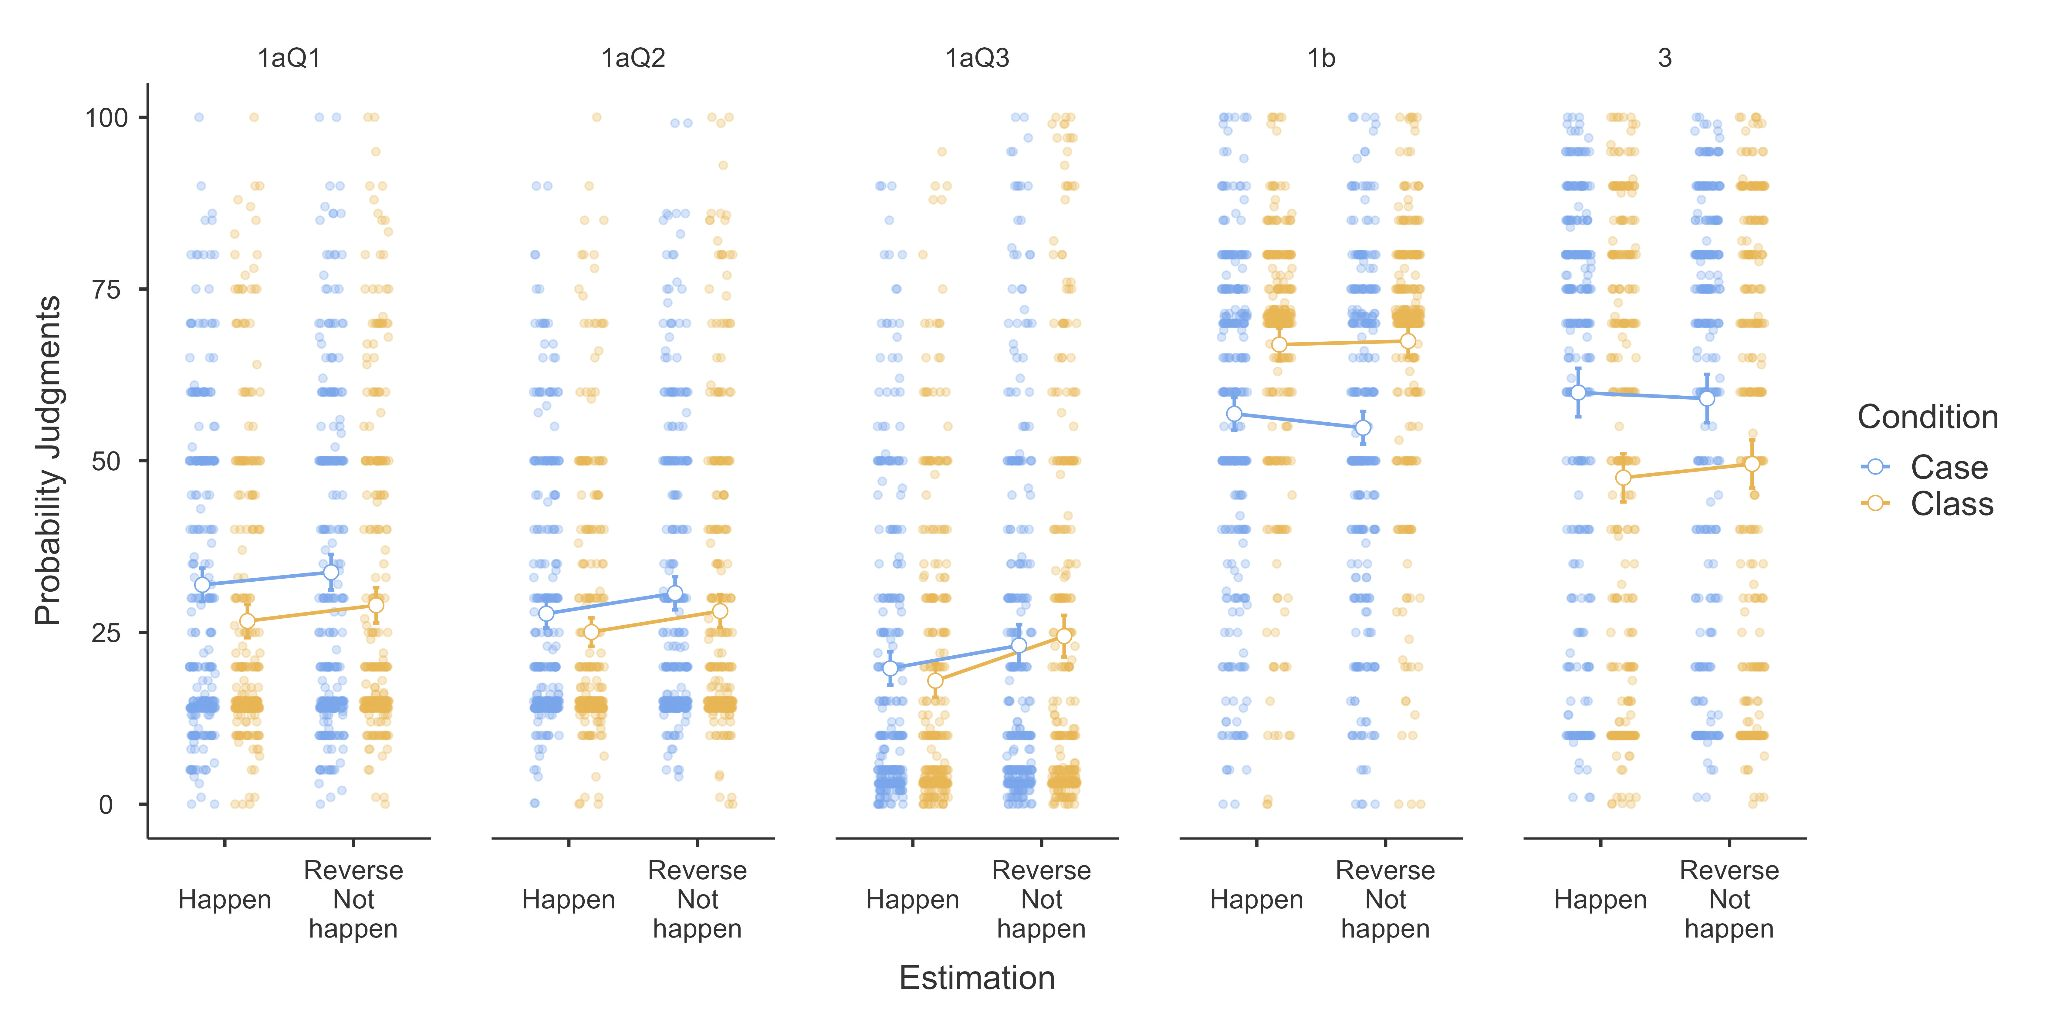 1aQ1
1aQ2
1aQ3
1b
3
Probability Judgments
100
75
50
25
0
Happen
Reverse
Not
happen
Happen
Reverse
Not
happen
Happen
Reverse
Not
happen
Happen
Reverse
Not
happen
Happen
Reverse
Not
happen
Estimation
Condition
Case
Class